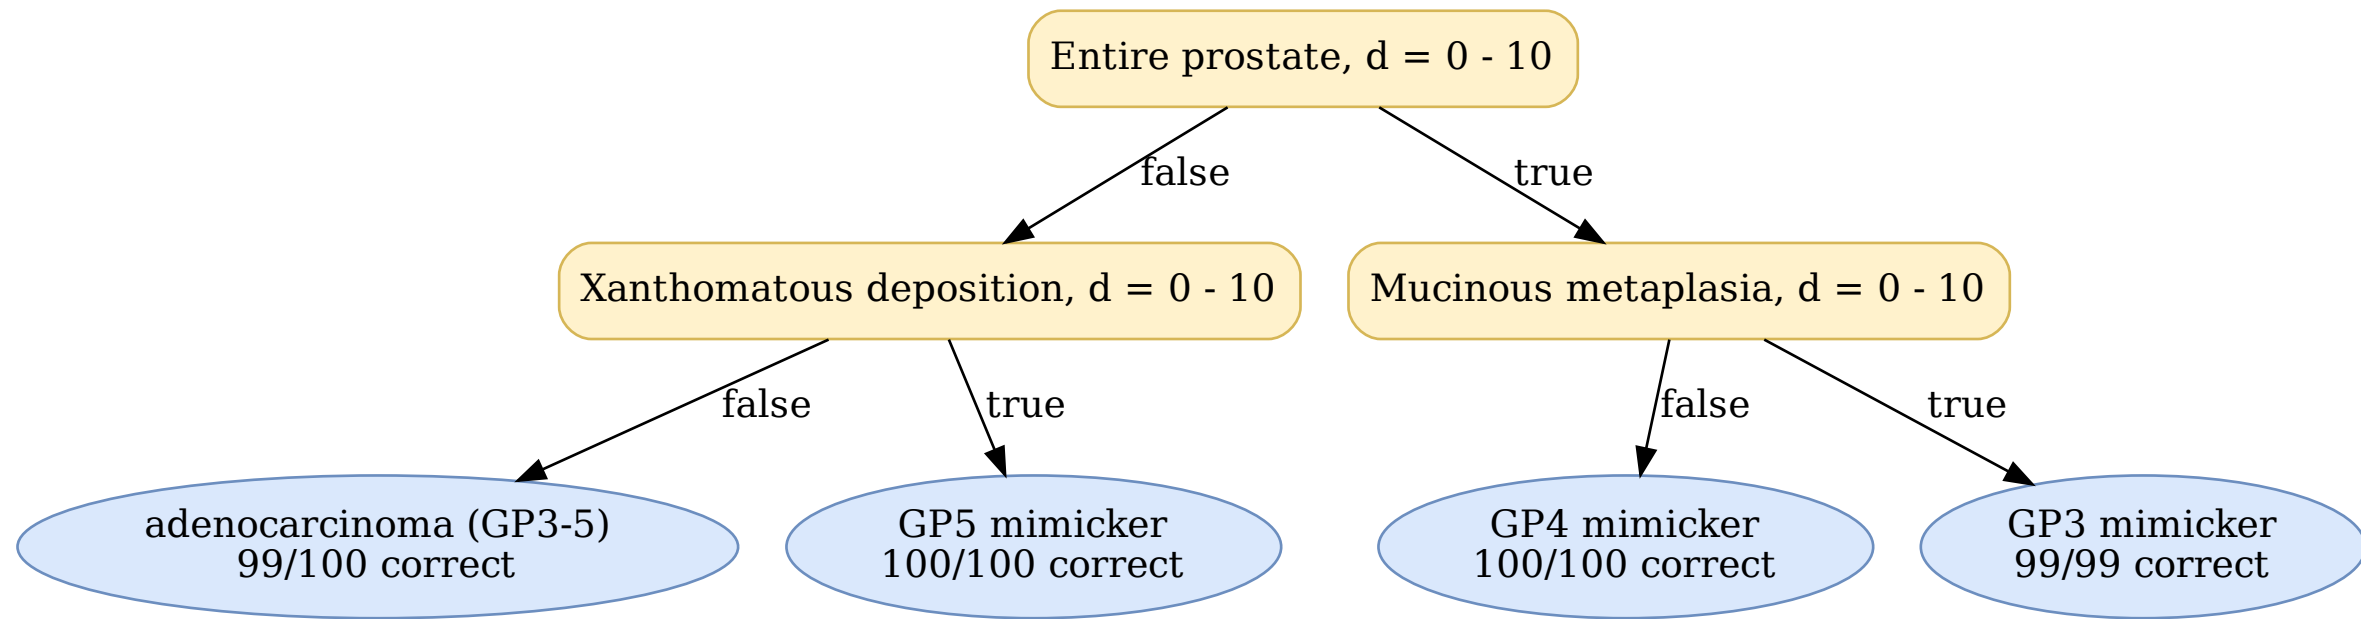 Entire prostate, d = 0 - 10
false
true
Xanthomatous deposition, d = 0 - 10
Mucinous metaplasia, d = 0 - 10
false
true
false
true
adenocarcinoma (GP3-5)
99/100 correct
GP5 mimicker
100/100 correct
GP4 mimicker
100/100 correct
GP3 mimicker
99/99 correct